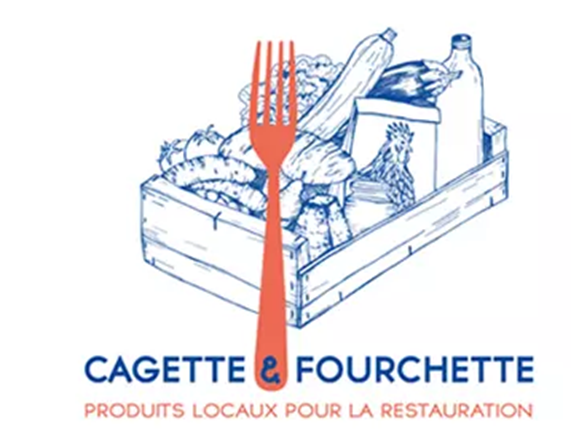 CAGETTE & FOURCHETTE
PRODUITS LOCAUX POUR LA RESTAURATION